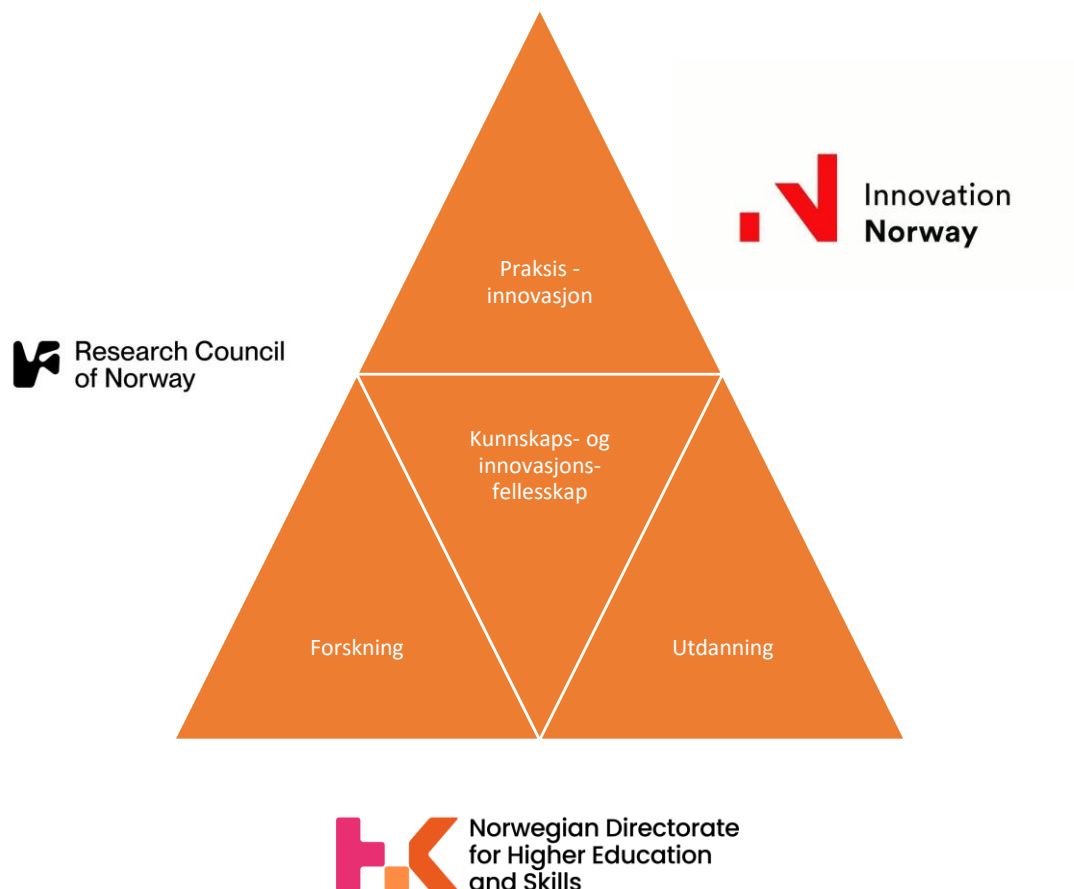 Praksis -
innovasjon
Innovation
Norway
Research Council
of Norway
Kunnskaps- og
innovasjons-
fellesskap
Forskning
Utdanning
Norwegian Directorate
for Higher Education
and Skills